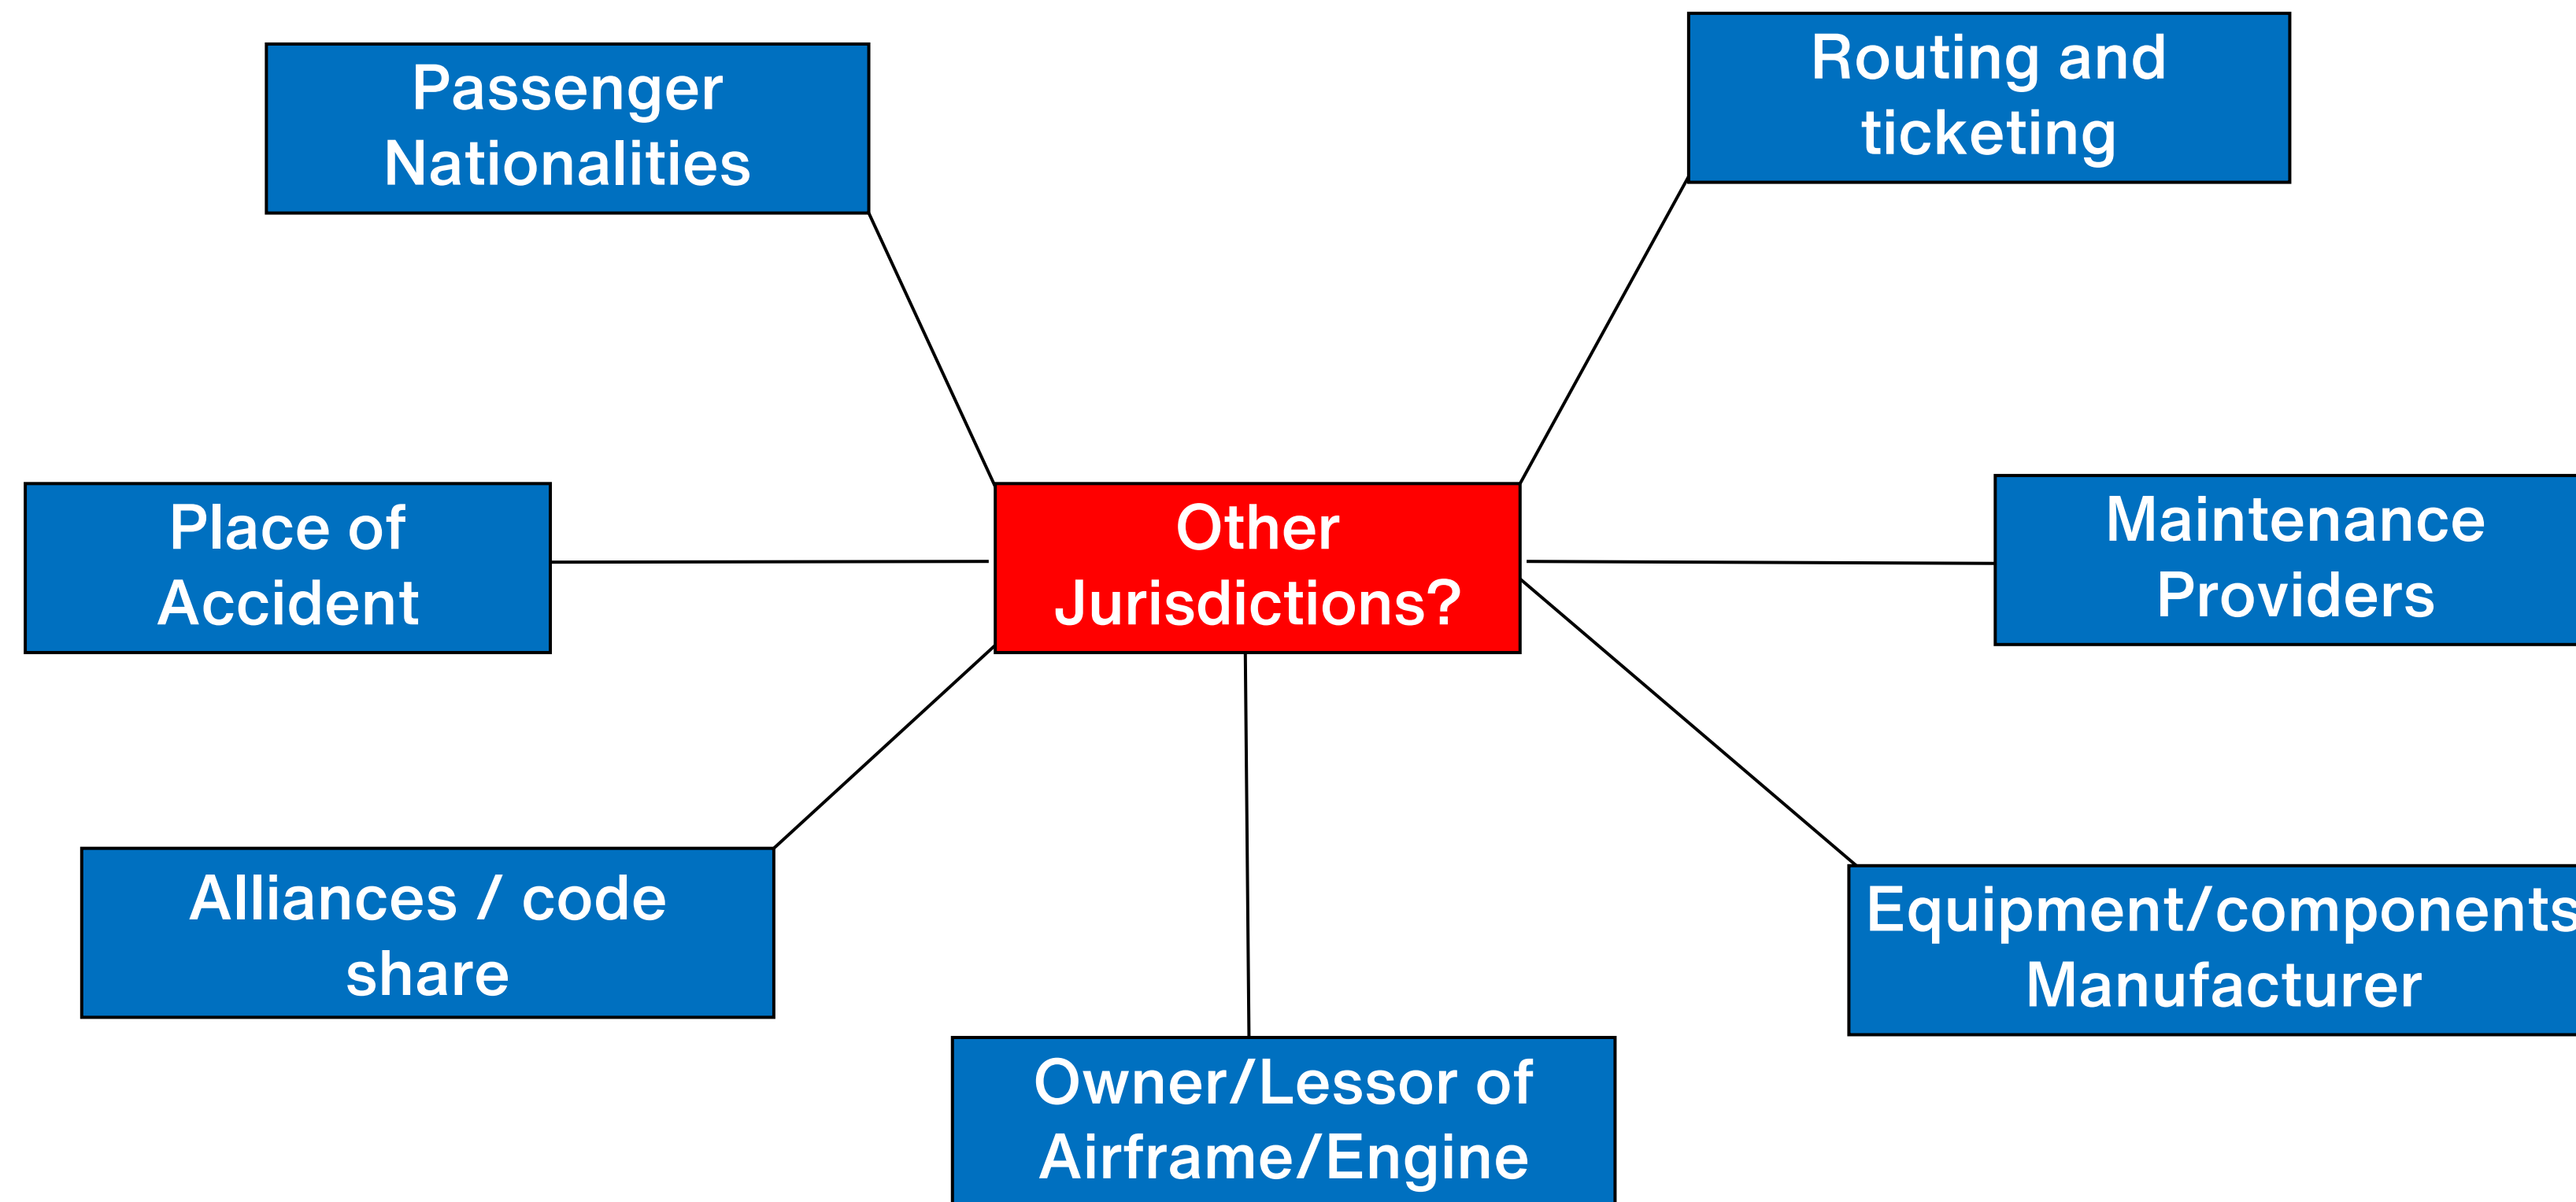 Passenger
Nationalities
Routing and
ticketing
Place of
Accident
Other
Jurisdictions?
Maintenance
Providers
Alliances / code
share
Equipment/components
Manufacturer
Owner/Lessor of
Airframe/Engine